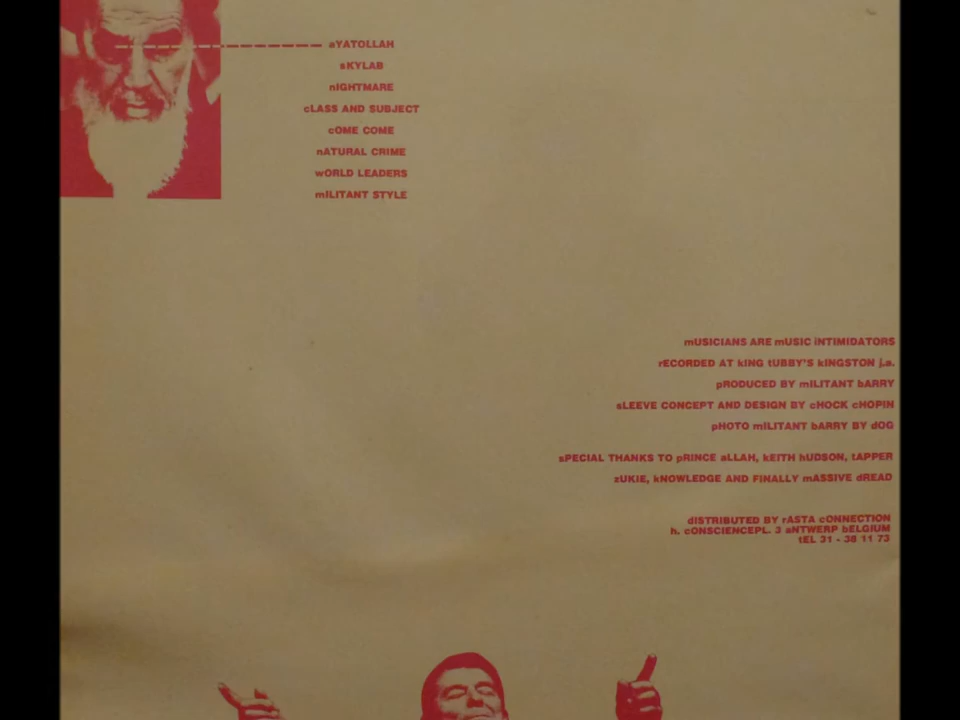 aYATOLLAH
sKYLAB
nIGHTMARE
cLASS AND SUBJECT
cOME COME
nATURAL CRIME
wORLD LEADERS
mILITANT STYLE
mUSICIANS ARE mUSIC iNTIMIDATORS
rECORDED AT kING tUBBY'S kINGSTON j.a.
pRODUCED BY mILITANT bARRY
sLEEVE CONCEPT AND DESIGN BY cHOCK cHOPIN
pHOTO mILITANT bARRY BY dOG
sPECIAL THANKS TO pRINCE aLLAH, kEITH hUDSON, tAPPER
zUKIE, kNOWLEDGE AND FINALLY mASSIVE dREAD
dISTRIBUTED BY rASTA cONNECTION
h. cONSCIENCEPL. 3 aNTWERP bELGIUM
tEL 31 - 38 11 73